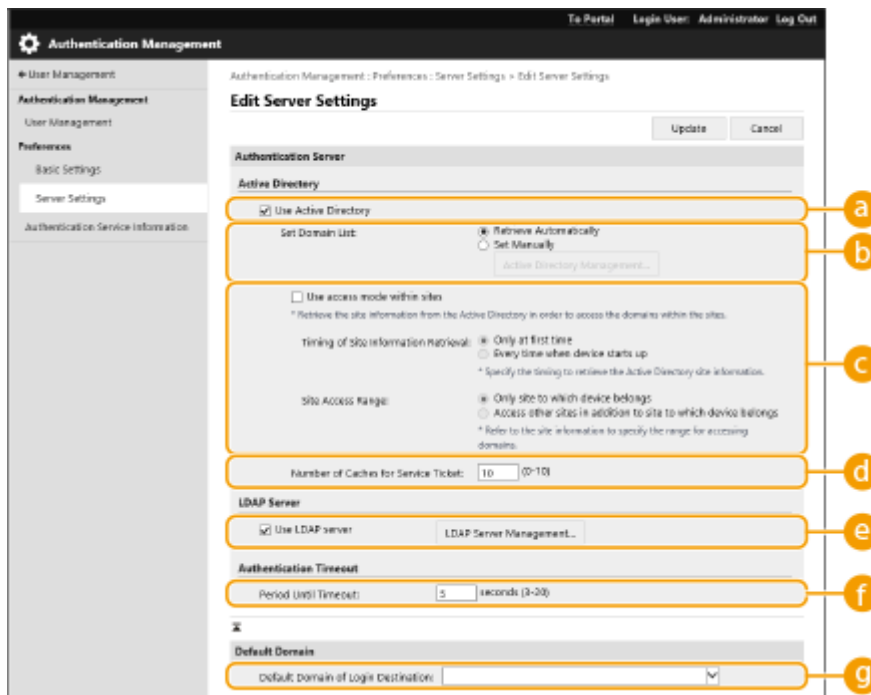 To Portal Login User: Administrator Log Out
Authentication Management
User Management
Authentication Management : Preferences : Server Settings > Edit Server Settings
Authentication Management
User Management
Preferences
Basic Settings
Server Settings
Authentication Service Information
Edit Server Settings
Update Cancel
Authentication Server
Active Directory
Use Active Directory
a
Set Domain List: Retrieve Automatically
Set Manually
Active Directory Management...
b
Use access mode within sites
* Retrieve the site information from the Active Directory in order to access the domains within the sites.
Timing of Site Information Retrieval: Only at first time
Every time when device starts up
* Specify the timing to retrieve the Active Directory site information.
c
Site Access Range: Only site to which device belongs
Access other sites in addition to site to which device belongs
* Refer to the site information to specify the range for accessing
domains.
Number of Caches for Service Ticket: 10 (0-10)
d
LDAP Server
Use LDAP server LDAP Server Management...
e
Authentication Timeout
Period Until Timeout: 5 seconds (3-20)
f
Default Domain
Default Domain of Login Destination:
g